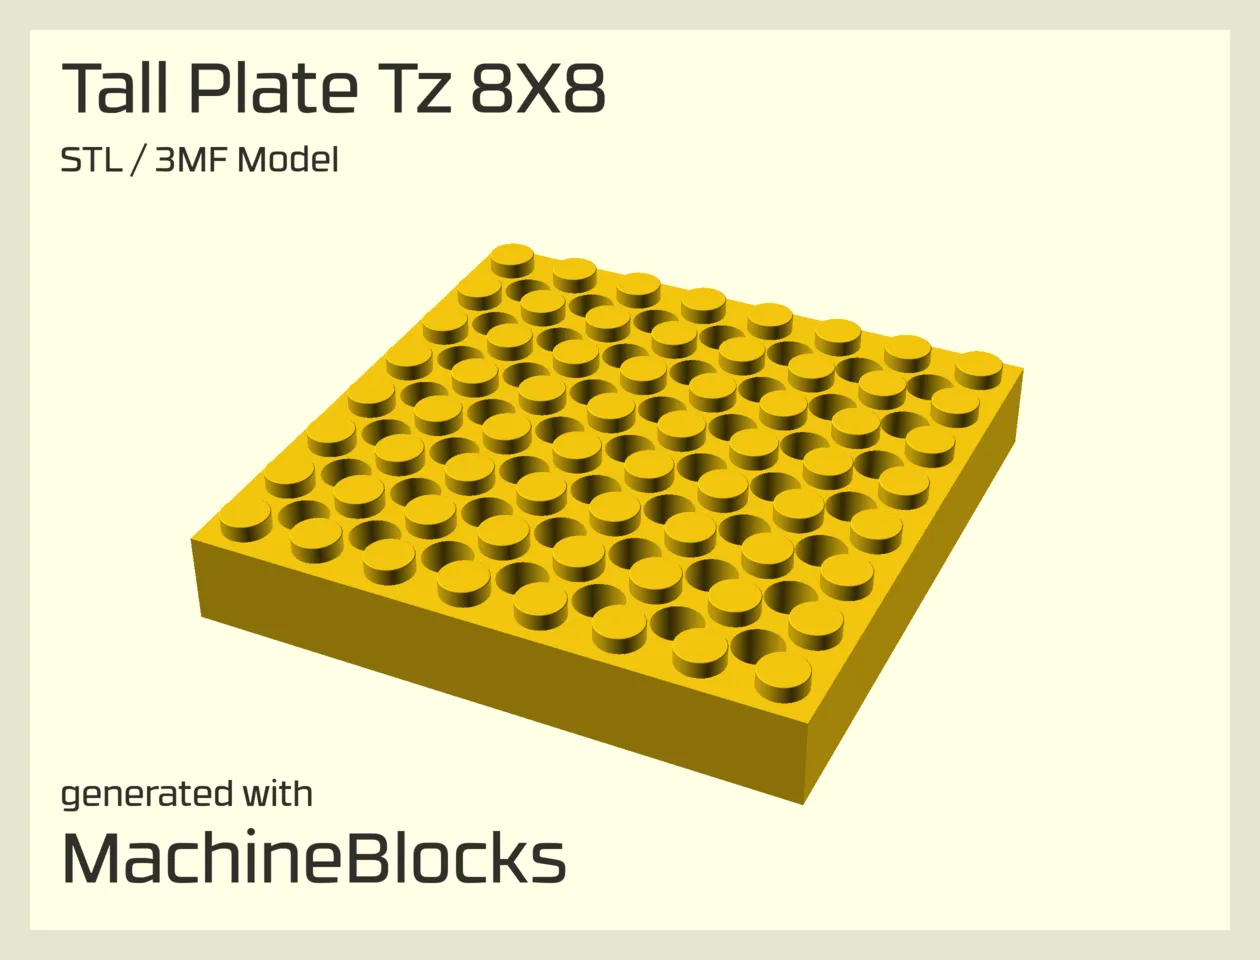 Tall Plate Tz 8X8
STL / 3MF Model
generated with
MachineBlocks